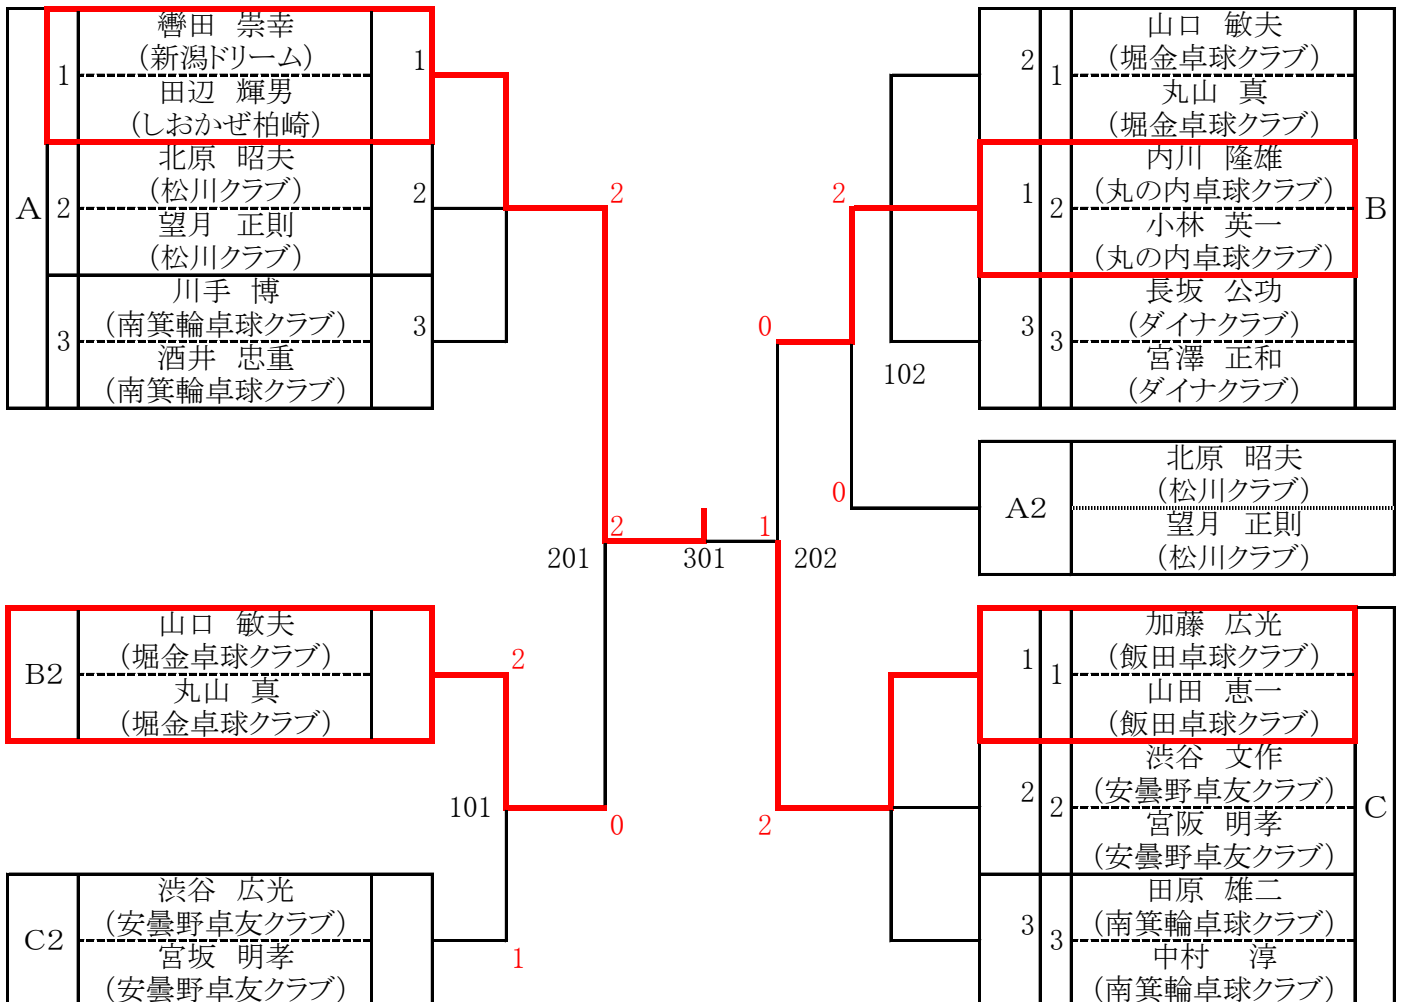 A
1
轡田 崇幸
(新潟ドリーム)
田辺 輝男
(しおかぜ柏崎)
1
2
北原 昭夫
(松川クラブ)
望月 正則
(松川クラブ)
2
3
川手 博
(南箕輪卓球クラブ)
酒井 忠重
(南箕輪卓球クラブ)
3
B2
山口 敏夫
(堀金卓球クラブ)
丸山 真
(堀金卓球クラブ)
C2
渋谷 広光
(安曇野卓友クラブ)
宮坂 明孝
(安曇野卓友クラブ)
2
2
201
2
101
0
1
301
2
0
0
1
202
2
102
2
1
山口 敏夫
(堀金卓球クラブ)
丸山 真
(堀金卓球クラブ)
1
2
内川 隆雄
(丸の内卓球クラブ)
小林 英一
(丸の内卓球クラブ)
B
3
3
長坂 公功
(ダイナクラブ)
宮澤 正和
(ダイナクラブ)
A2
北原 昭夫
(松川クラブ)
望月 正則
(松川クラブ)
1
1
加藤 広光
(飯田卓球クラブ)
山田 恵一
(飯田卓球クラブ)
2
2
渋谷 文作
(安曇野卓友クラブ)
宮阪 明孝
(安曇野卓友クラブ)
C
3
3
田原 雄二
(南箕輪卓球クラブ)
中村 淳
(南箕輪卓球クラブ)